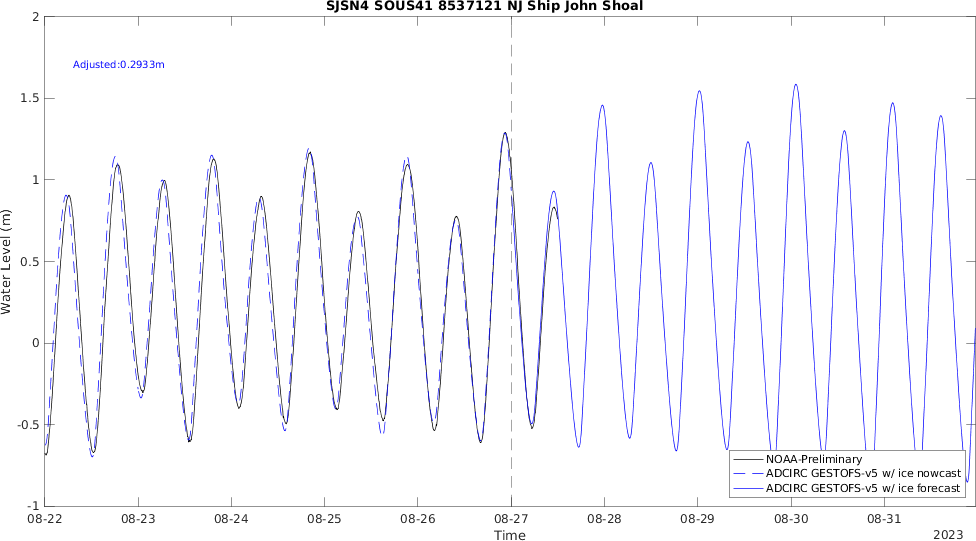 SJSN4 SOUS41 8537121 NJ Ship John Shoal
2
Adjusted:0.2933m
1.5
1
0.5
0
-0.5
-1
Water Level (m)
NOAA-Preliminary
ADCIRC GESTOFS-v5 w/ ice nowcast
ADCIRC GESTOFS-v5 w/ ice forecast
08-22 08-23 08-24 08-25 08-26 08-27 08-28 08-29 08-30 08-31
Time
2023